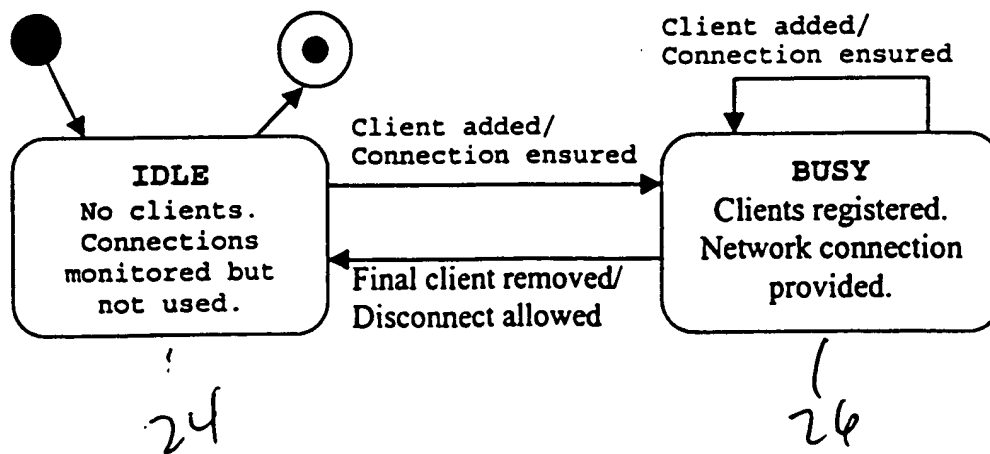 Client added/
Connection ensured
Client added/
Connection ensured
IDLE
No clients.
Connections
monitored but
not used.
BUSY
Clients registered.
Network connection
provided.
Final client removed/
Disconnect allowed
24
26